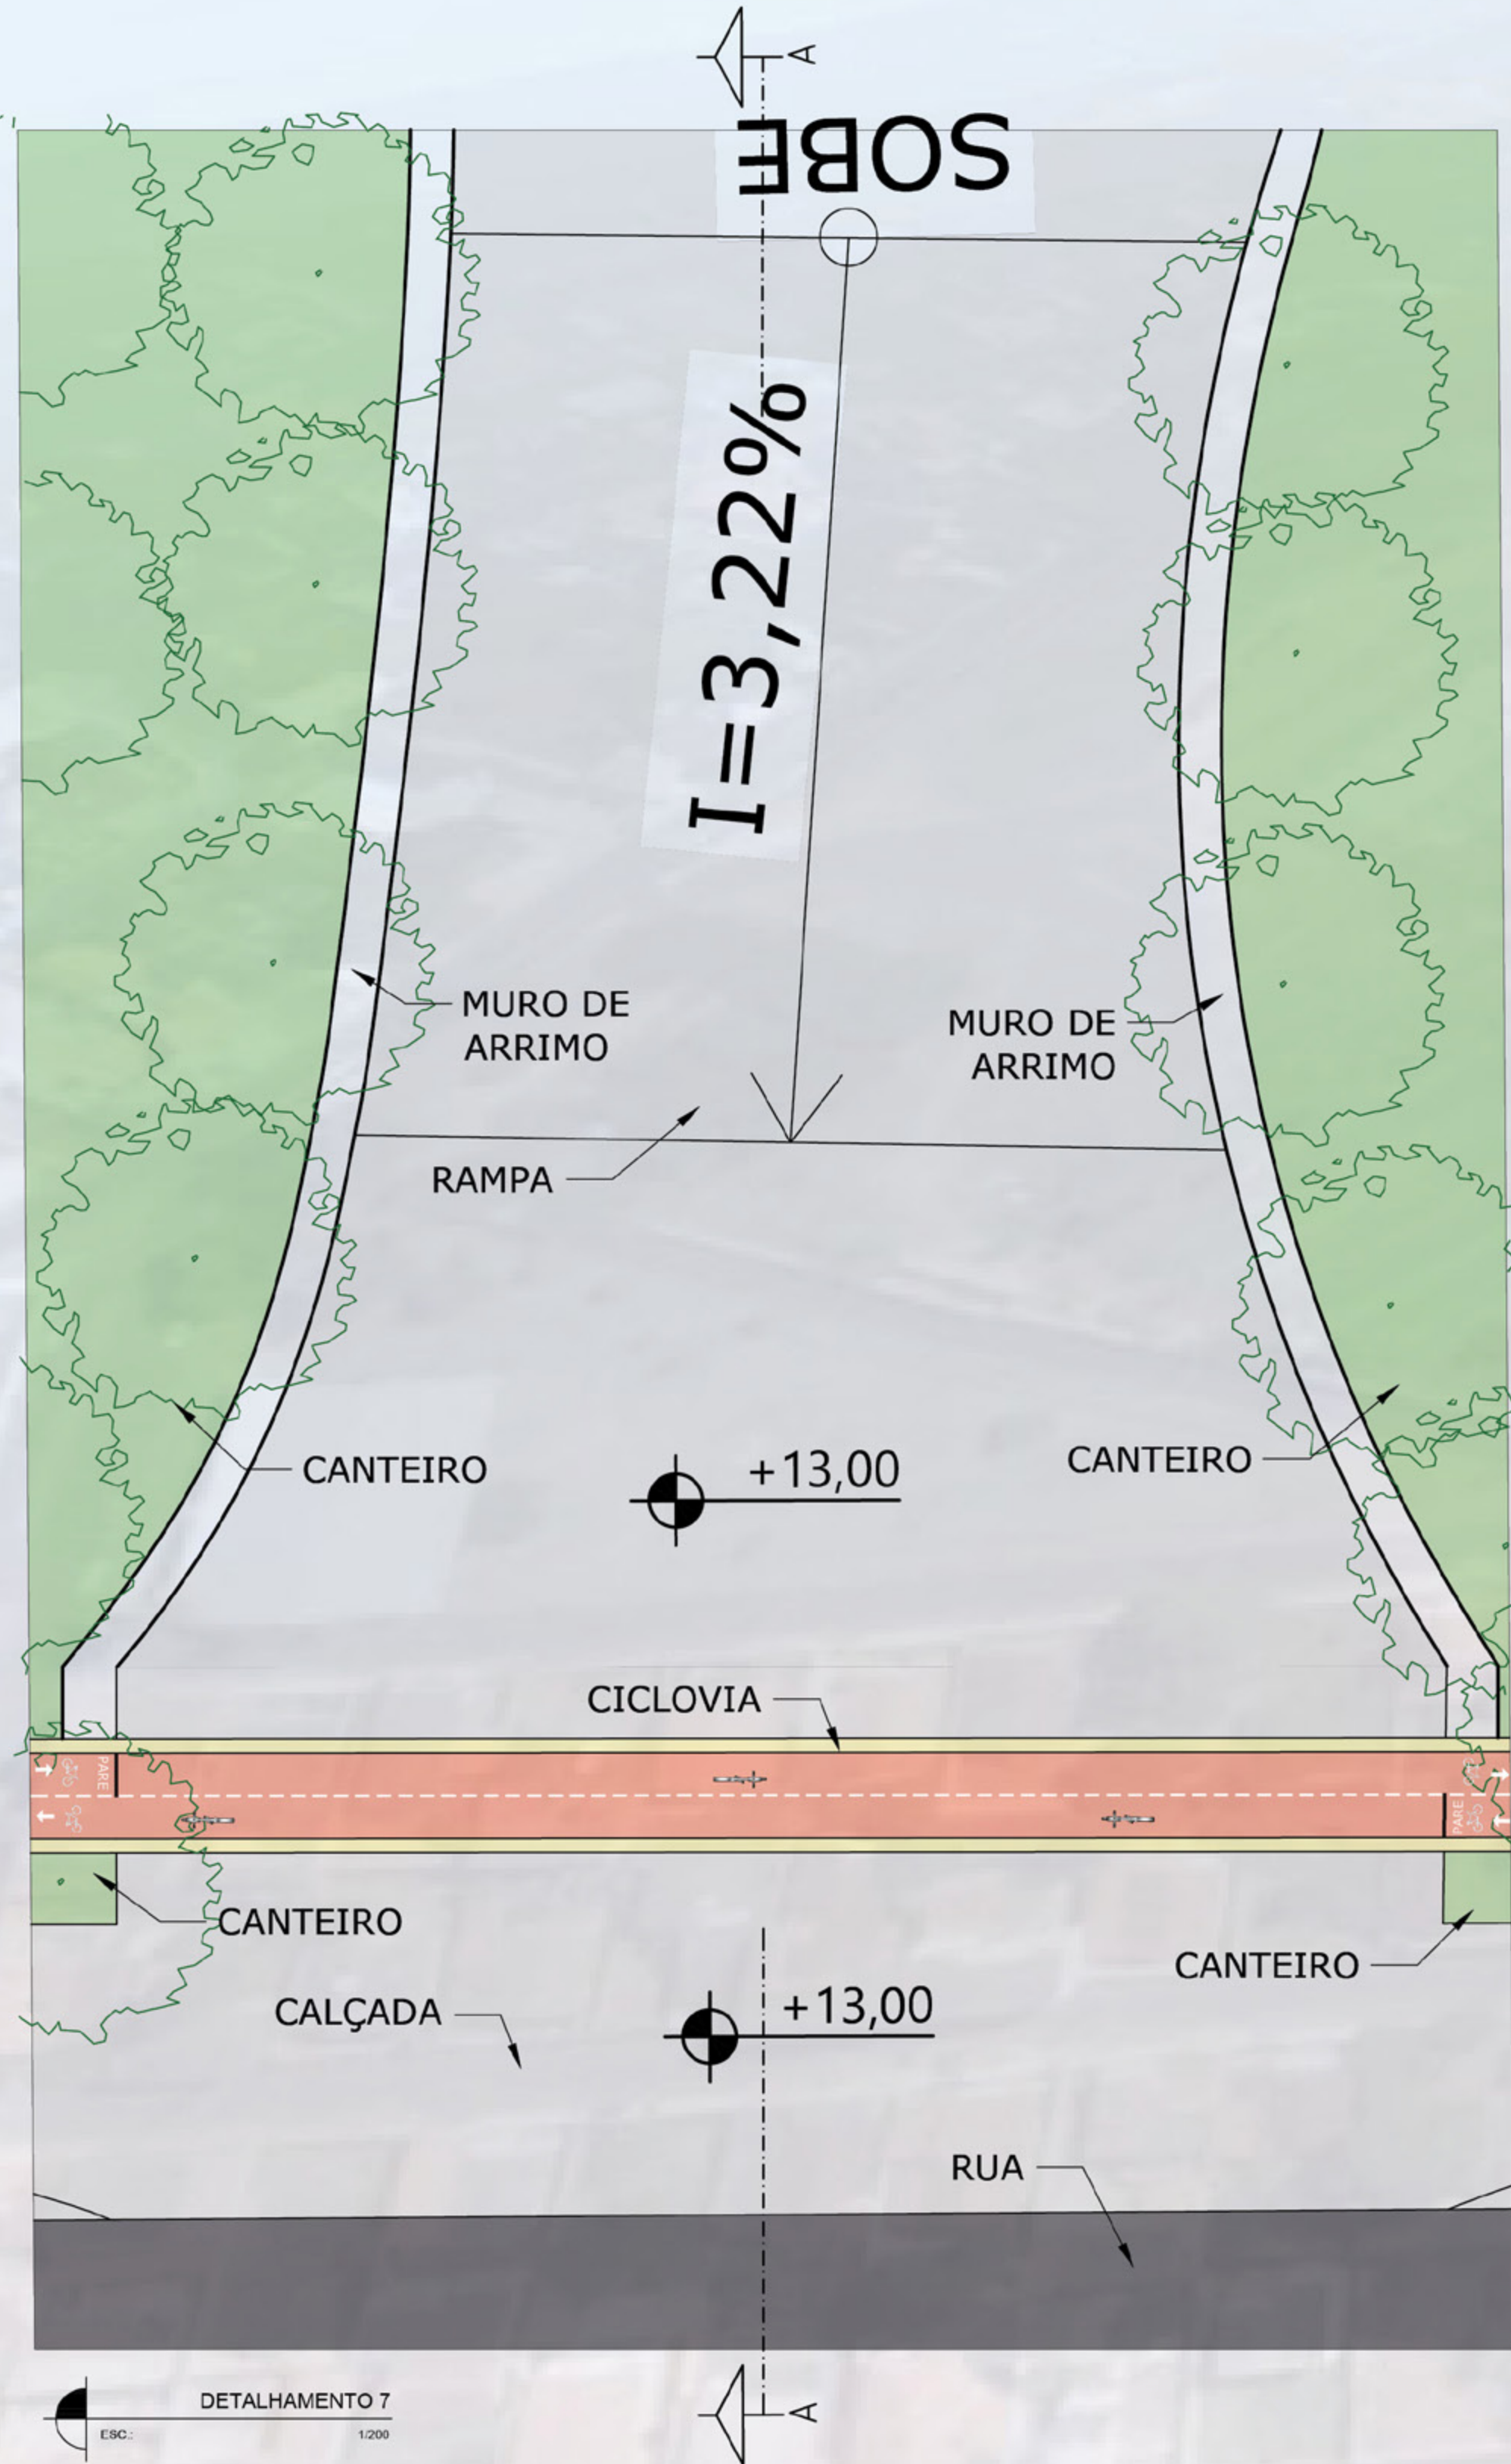 A
SOBE
I=3,22%
MURO DE
ARRIMO
MURO DE
ARRIMO
RAMPA
CANTEIRO
+13,00
CANTEIRO
CICLOVIA
PARE
PARE
CANTEIRO
CANTEIRO
CALÇADA
+13,00
RUA
DETALHAMENTO 7
ESC.:
1/200
A